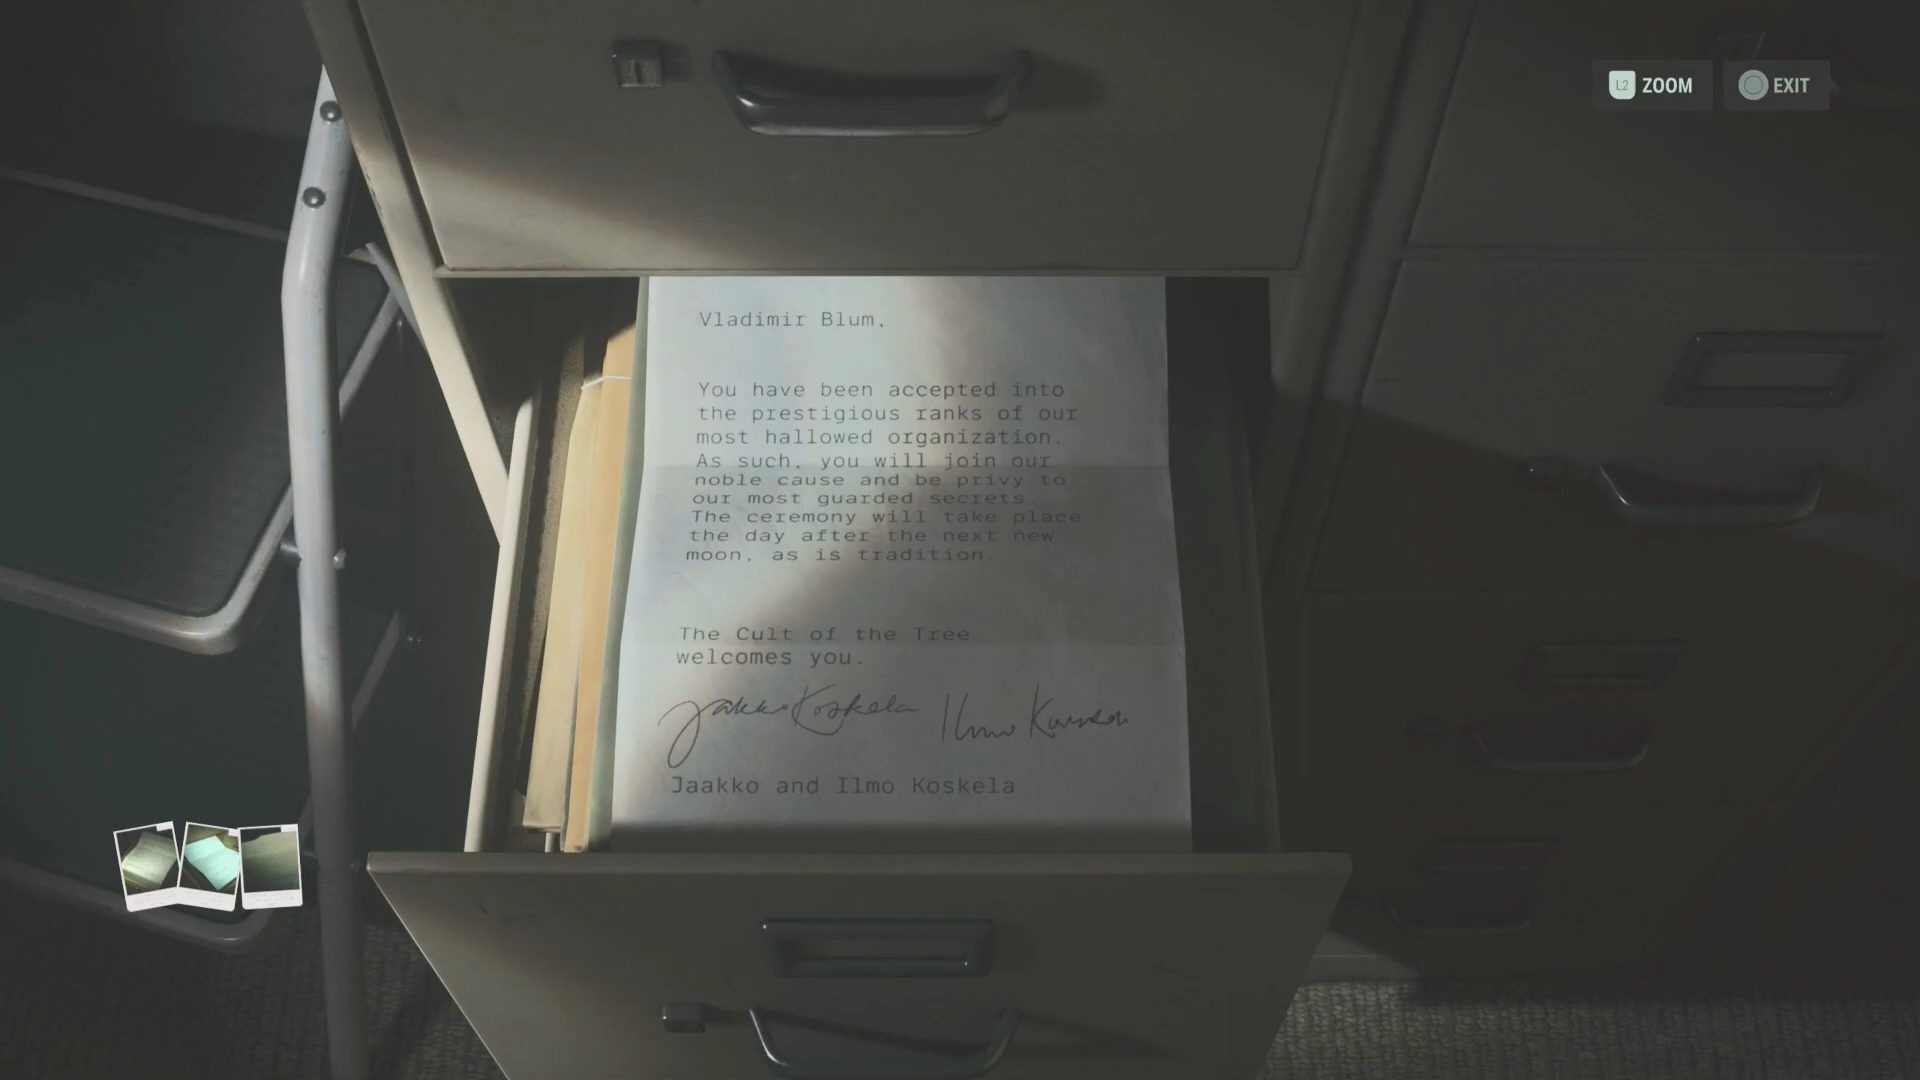 L2 ZOOM EXIT
Vladimir Blum,
You have been accepted into
the prestigious ranks of our
most hallowed organization.
As such, you will join our
noble cause and be privy to
our most guarded secrets.
The ceremony will take place
the day after the next new
moon, as is tradition.
The Cult of the Tree
welcomes you.
Jaakko Koskela Ilmo
Jaakko and Ilmo Koskela